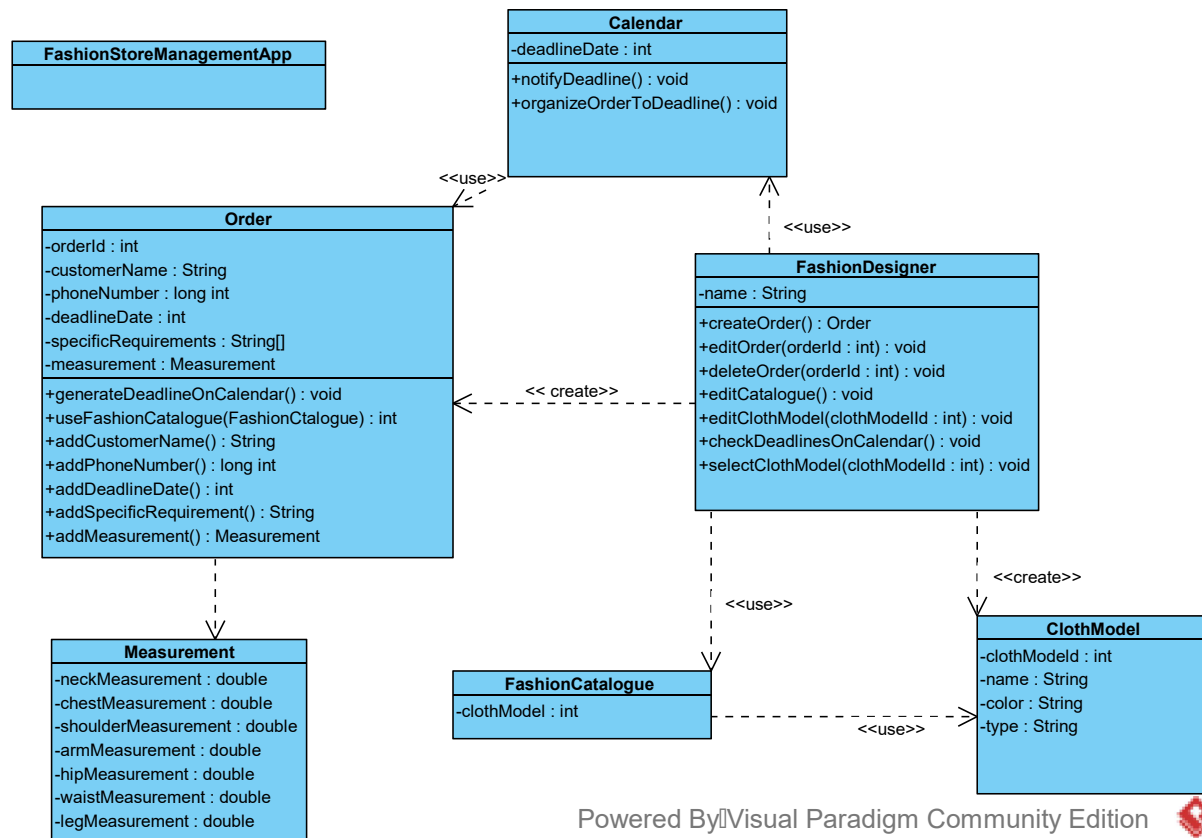 FashionStoreManagementApp
Calendar
-deadlineDate : int
+notifyDeadline() : void
+organizeOrderToDeadline() : void
<<use>>
Order
-orderId : int
-customerName : String
-phoneNumber : long int
-deadlineDate : int
-specificRequirements : String[]
-measurement : Measurement
+generateDeadlineOnCalendar() : void
+useFashionCatalogue(FashionCtalogue) : int
+addCustomerName() : String
+addPhoneNumber() : long int
+addDeadlineDate() : int
+addSpecificRequirement() : String
+addMeasurement() : Measurement
<<use>>
FashionDesigner
-name : String
+createOrder() : Order
+editOrder(orderId : int) : void
+deleteOrder(orderId : int) : void
+editCatalogue() : void
+editClothModel(clothModelId : int) : void
+checkDeadlinesOnCalendar() : void
+selectClothModel(clothModelId : int) : void
<< create>>
<<use>>
<<create>>
Measurement
-neckMeasurement : double
-chestMeasurement : double
-shoulderMeasurement : double
-armMeasurement : double
-hipMeasurement : double
-waistMeasurement : double
-legMeasurement : double
FashionCatalogue
-clothModel : int
<<use>>
ClothModel
-clothModeld : int
-name : String
-color : String
-type : String
Powered By Visual Paradigm Community Edition